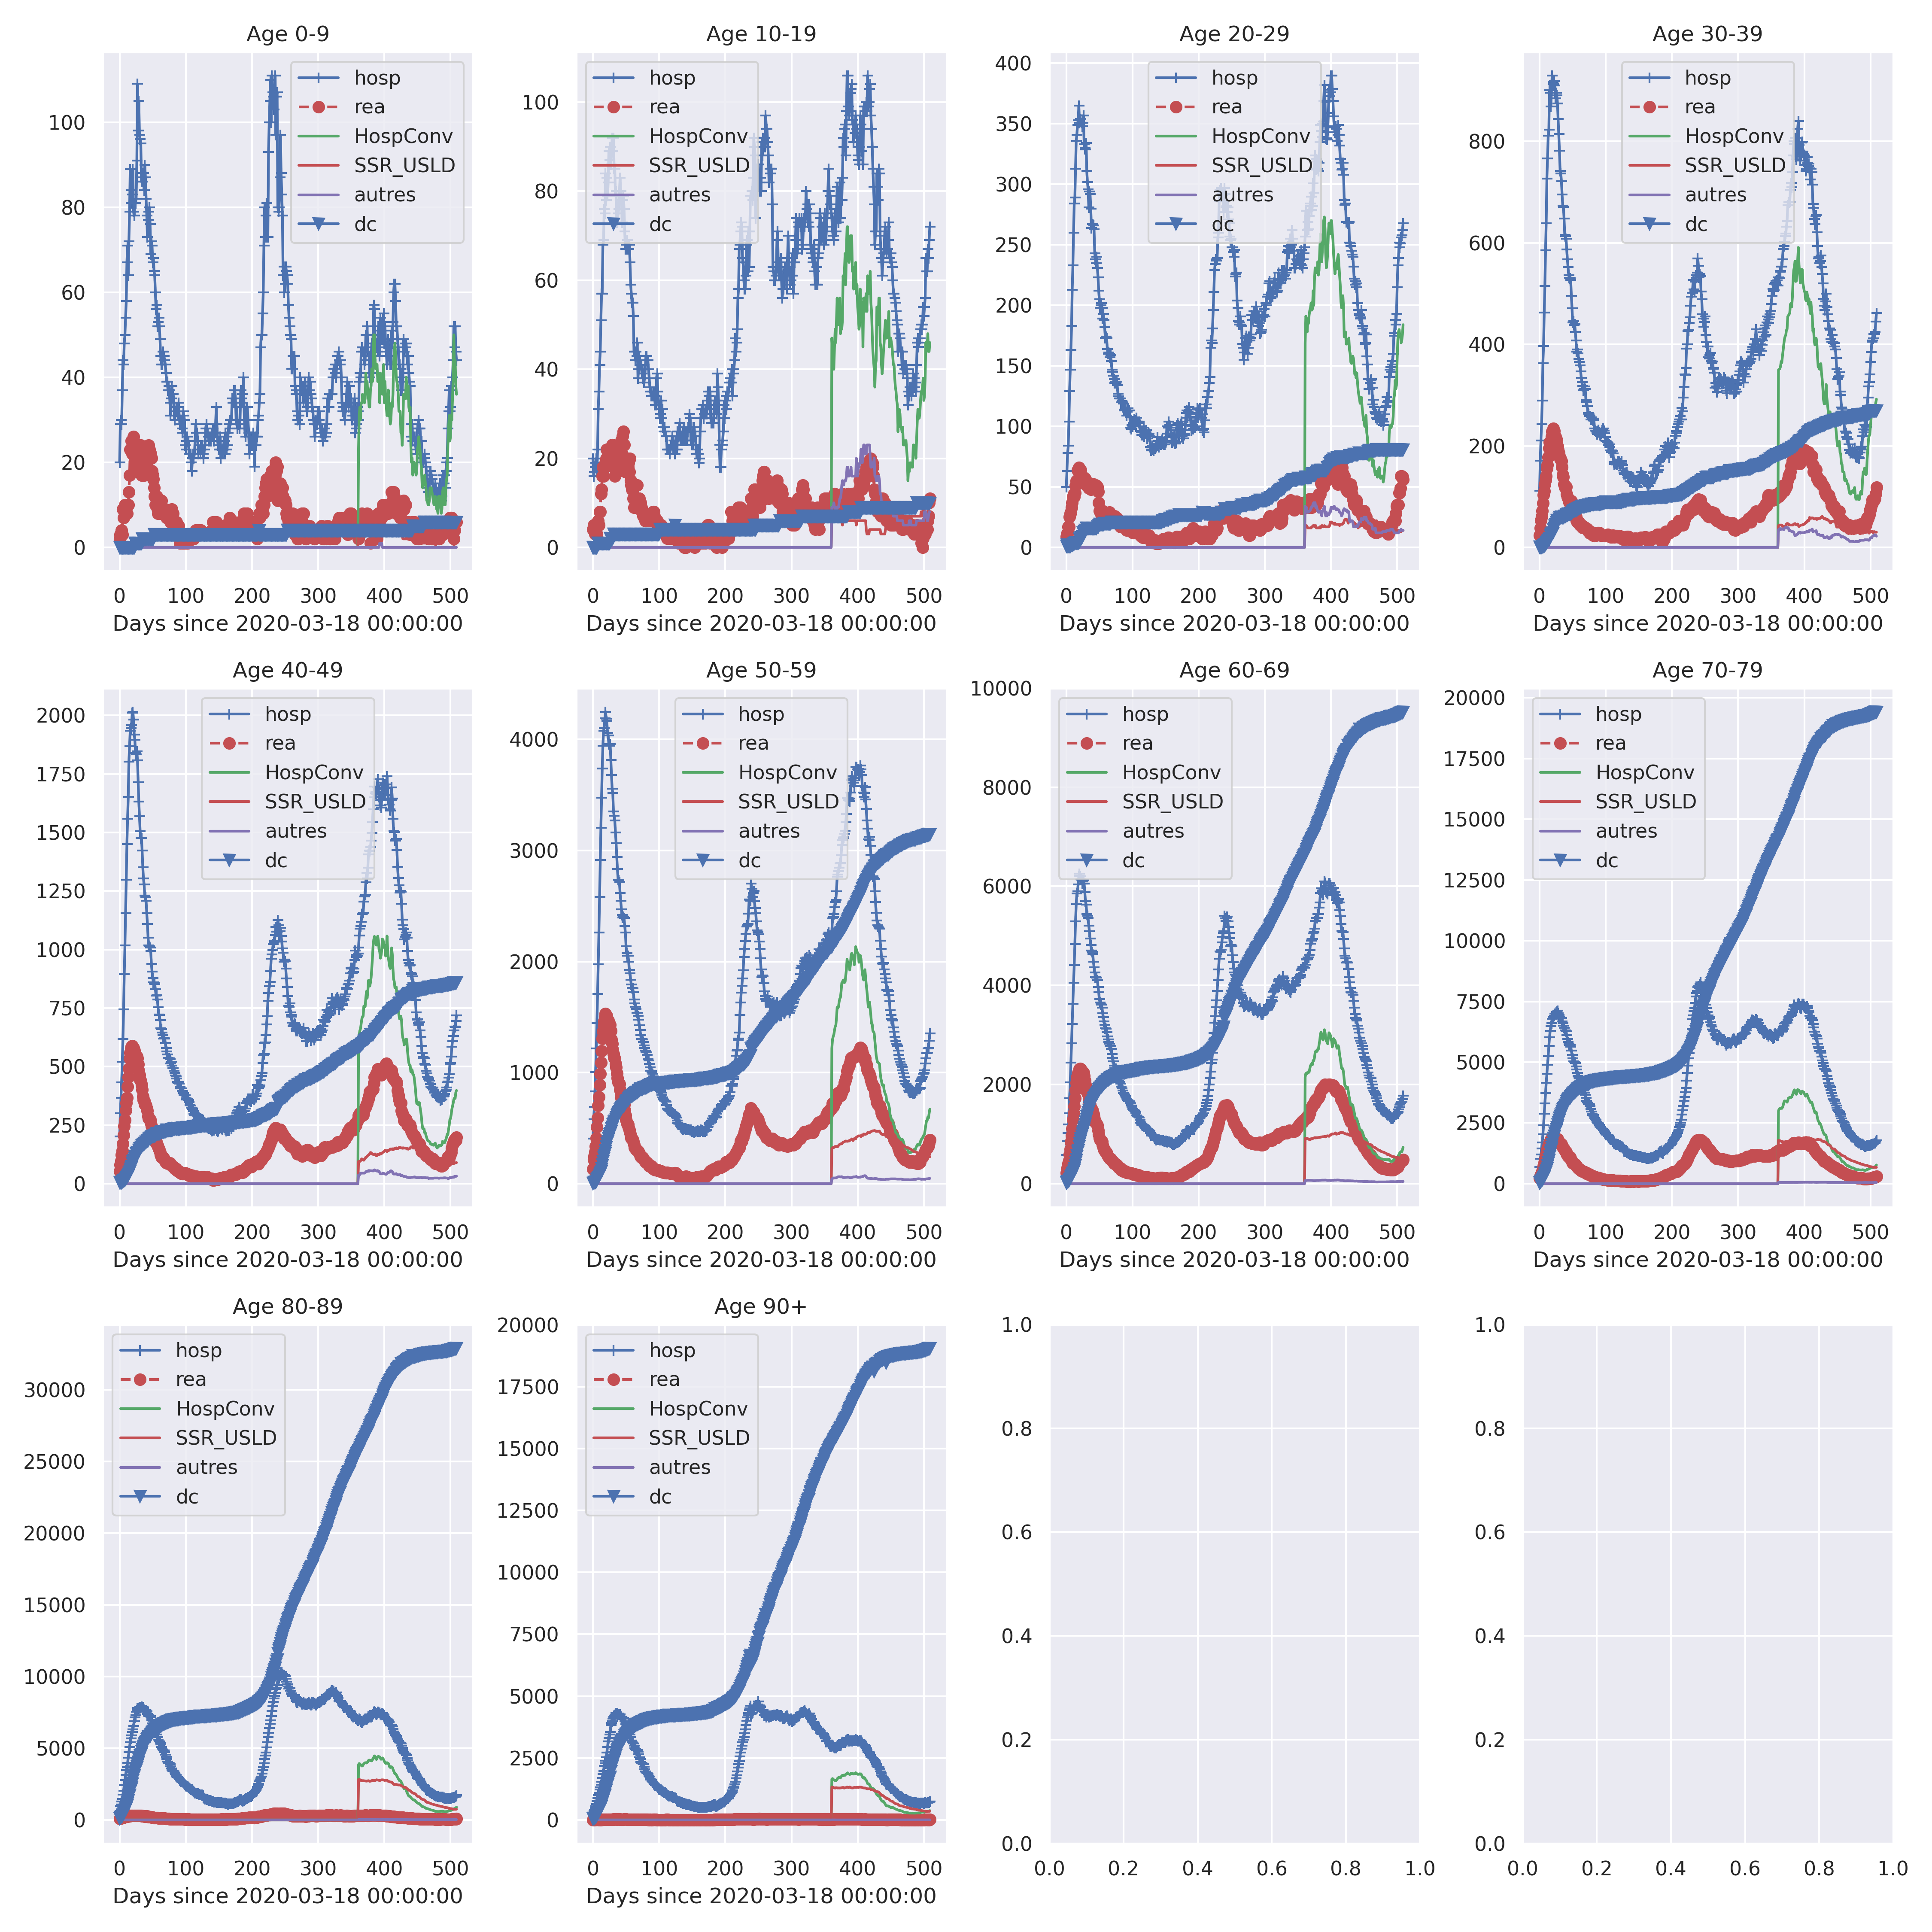 Age 0-9
hosp
rea
HospConv
SSR_USLD
autres
dc
100
80
60
40
20
0
0 100 200 300 400 500
Days since 2020-03-18 00:00:00
Age 10-19
hosp
rea
HospConv
SSR_USLD
autres
dc
100
80
60
40
20
0
0 100 200 300 400 500
Days since 2020-03-18 00:00:00
Age 20-29
hosp
rea
HospConv
SSR_USLD
autres
dc
400
350
300
250
200
150
100
50
0
0 100 200 300 400 500
Days since 2020-03-18 00:00:00
Age 30-39
hosp
rea
HospConv
SSR_USLD
autres
dc
800
600
400
200
0
0 100 200 300 400 500
Days since 2020-03-18 00:00:00
Age 40-49
hosp
rea
HospConv
SSR_USLD
autres
dc
2000
1750
1500
1250
1000
750
500
250
0
0 100 200 300 400 500
Days since 2020-03-18 00:00:00
Age 50-59
hosp
rea
HospConv
SSR_USLD
autres
dc
4000
3000
2000
1000
0
0 100 200 300 400 500
Days since 2020-03-18 00:00:00
Age 60-69
hosp
rea
HospConv
SSR_USLD
autres
dc
10000
8000
6000
4000
2000
0
0 100 200 300 400 500
Days since 2020-03-18 00:00:00
Age 70-79
hosp
rea
HospConv
SSR_USLD
autres
dc
20000
17500
15000
12500
10000
7500
5000
2500
0
0 100 200 300 400 500
Days since 2020-03-18 00:00:00
Age 80-89
hosp
rea
HospConv
SSR_USLD
autres
dc
30000
25000
20000
15000
10000
5000
0
0 100 200 300 400 500
Days since 2020-03-18 00:00:00
Age 90+
hosp
rea
HospConv
SSR_USLD
autres
dc
20000
17500
15000
12500
10000
7500
5000
2500
0
0 100 200 300 400 500
Days since 2020-03-18 00:00:00
1.0
0.8
0.6
0.4
0.2
0.0
0.0 0.2 0.4 0.6 0.8 1.0
1.0
0.8
0.6
0.4
0.2
0.0
0.0 0.2 0.4 0.6 0.8 1.0